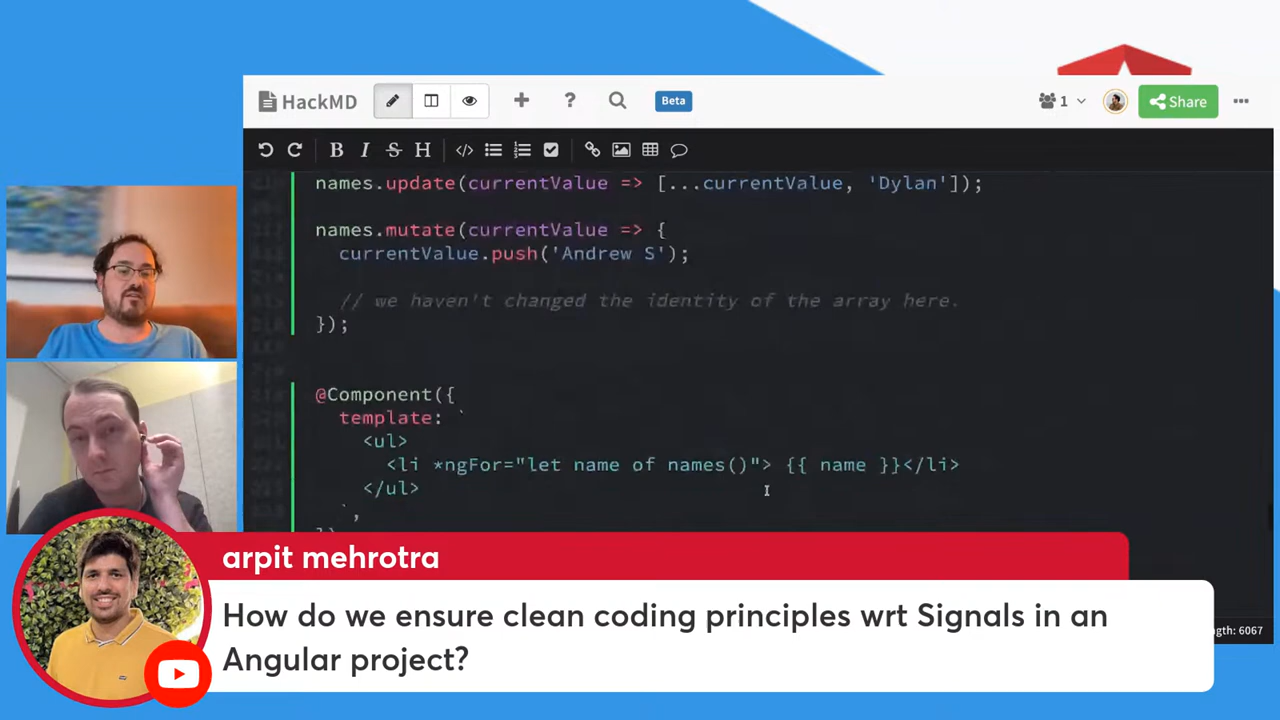 HackMD
Beta
1
Share
B I S H
names.update(currentValue => [...currentValue, 'Dylan']);
names.mutate(currentValue => {
currentValue.push('Andrew S');
// we haven't changed the identity of the array here.
});
@Component({
template: `
<ul>
<li *ngFor="let name of names()"> {{ name }}</li>
</ul>
`,
arpit mehrotra
How do we ensure clean coding principles wrt Signals in an
Angular project?
gth: 6067